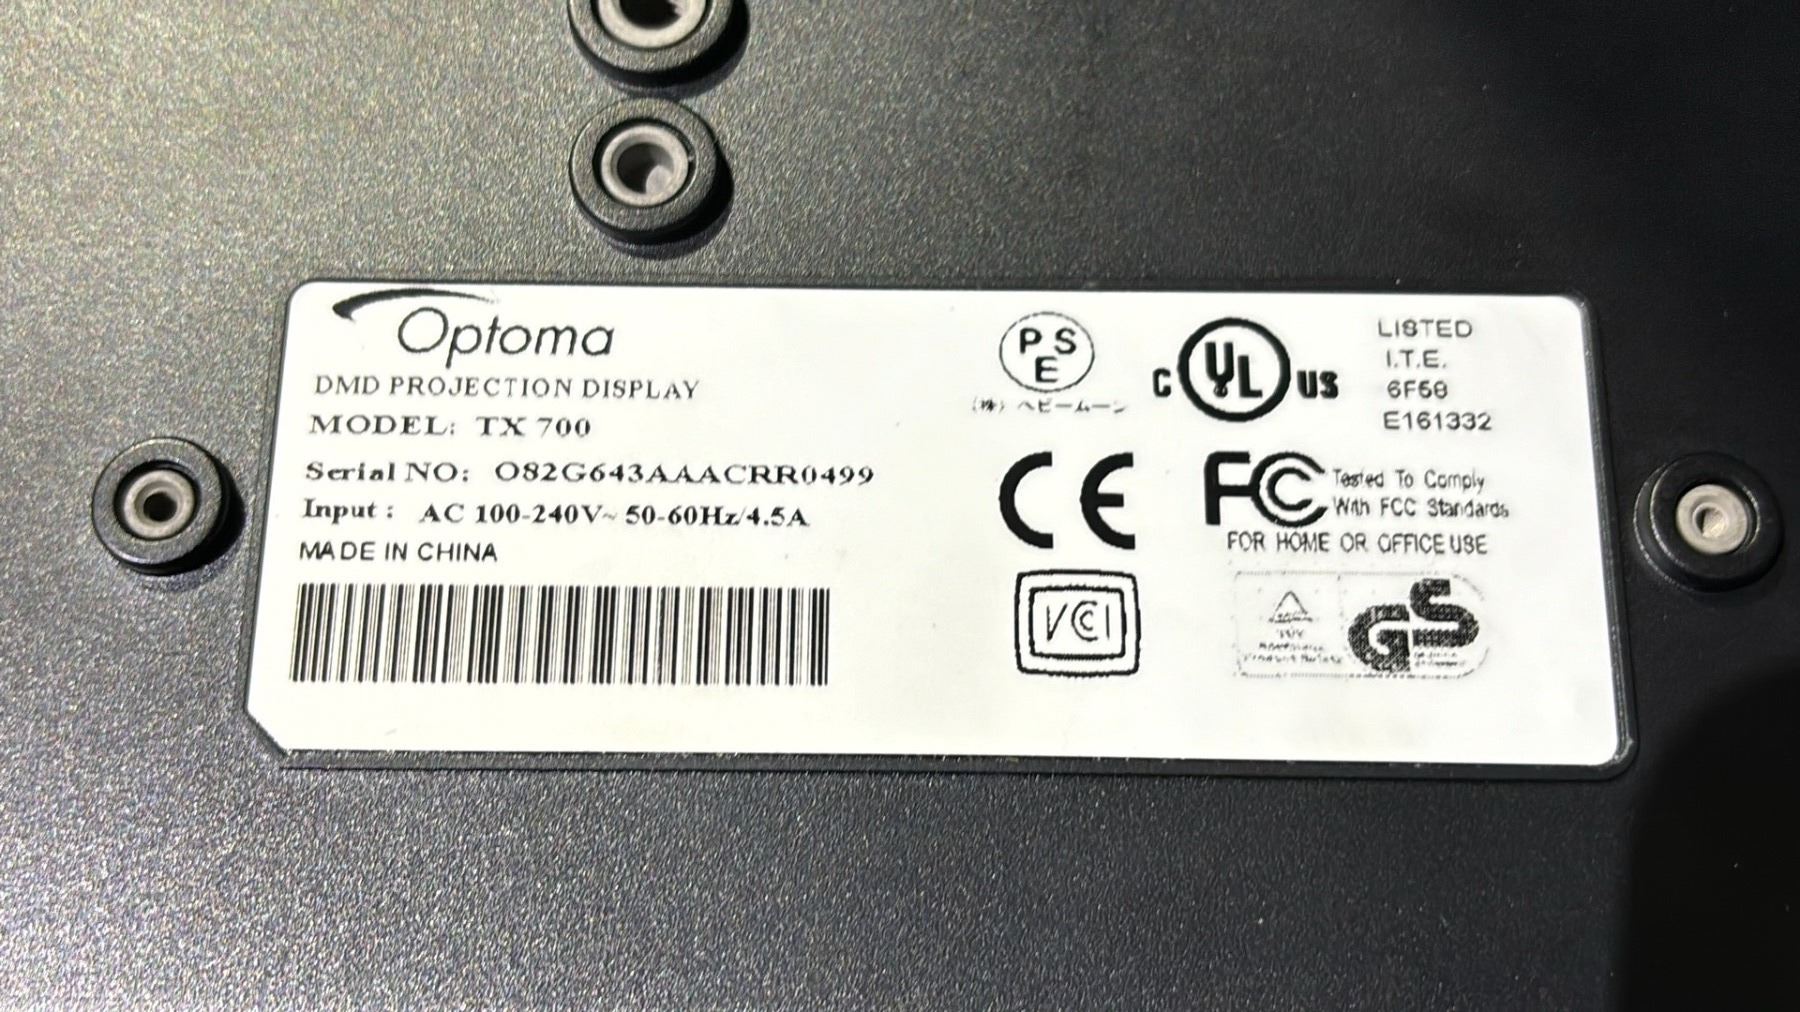 Optoma
DMD PROJECTION DISPLAY
MODEL: TX 700
Serial NO: O82G643AAACRR0499
Input : AC 100-240V~ 50-60Hz/4.5A
MADE IN CHINA
PSE
(株) ヘビームーン
C UL US
LISTED
I.T.E.
6F58
E161332
CE
FC Tested To Comply
With FCC Standards
FOR HOME OR OFFICE USE
VCI
GS